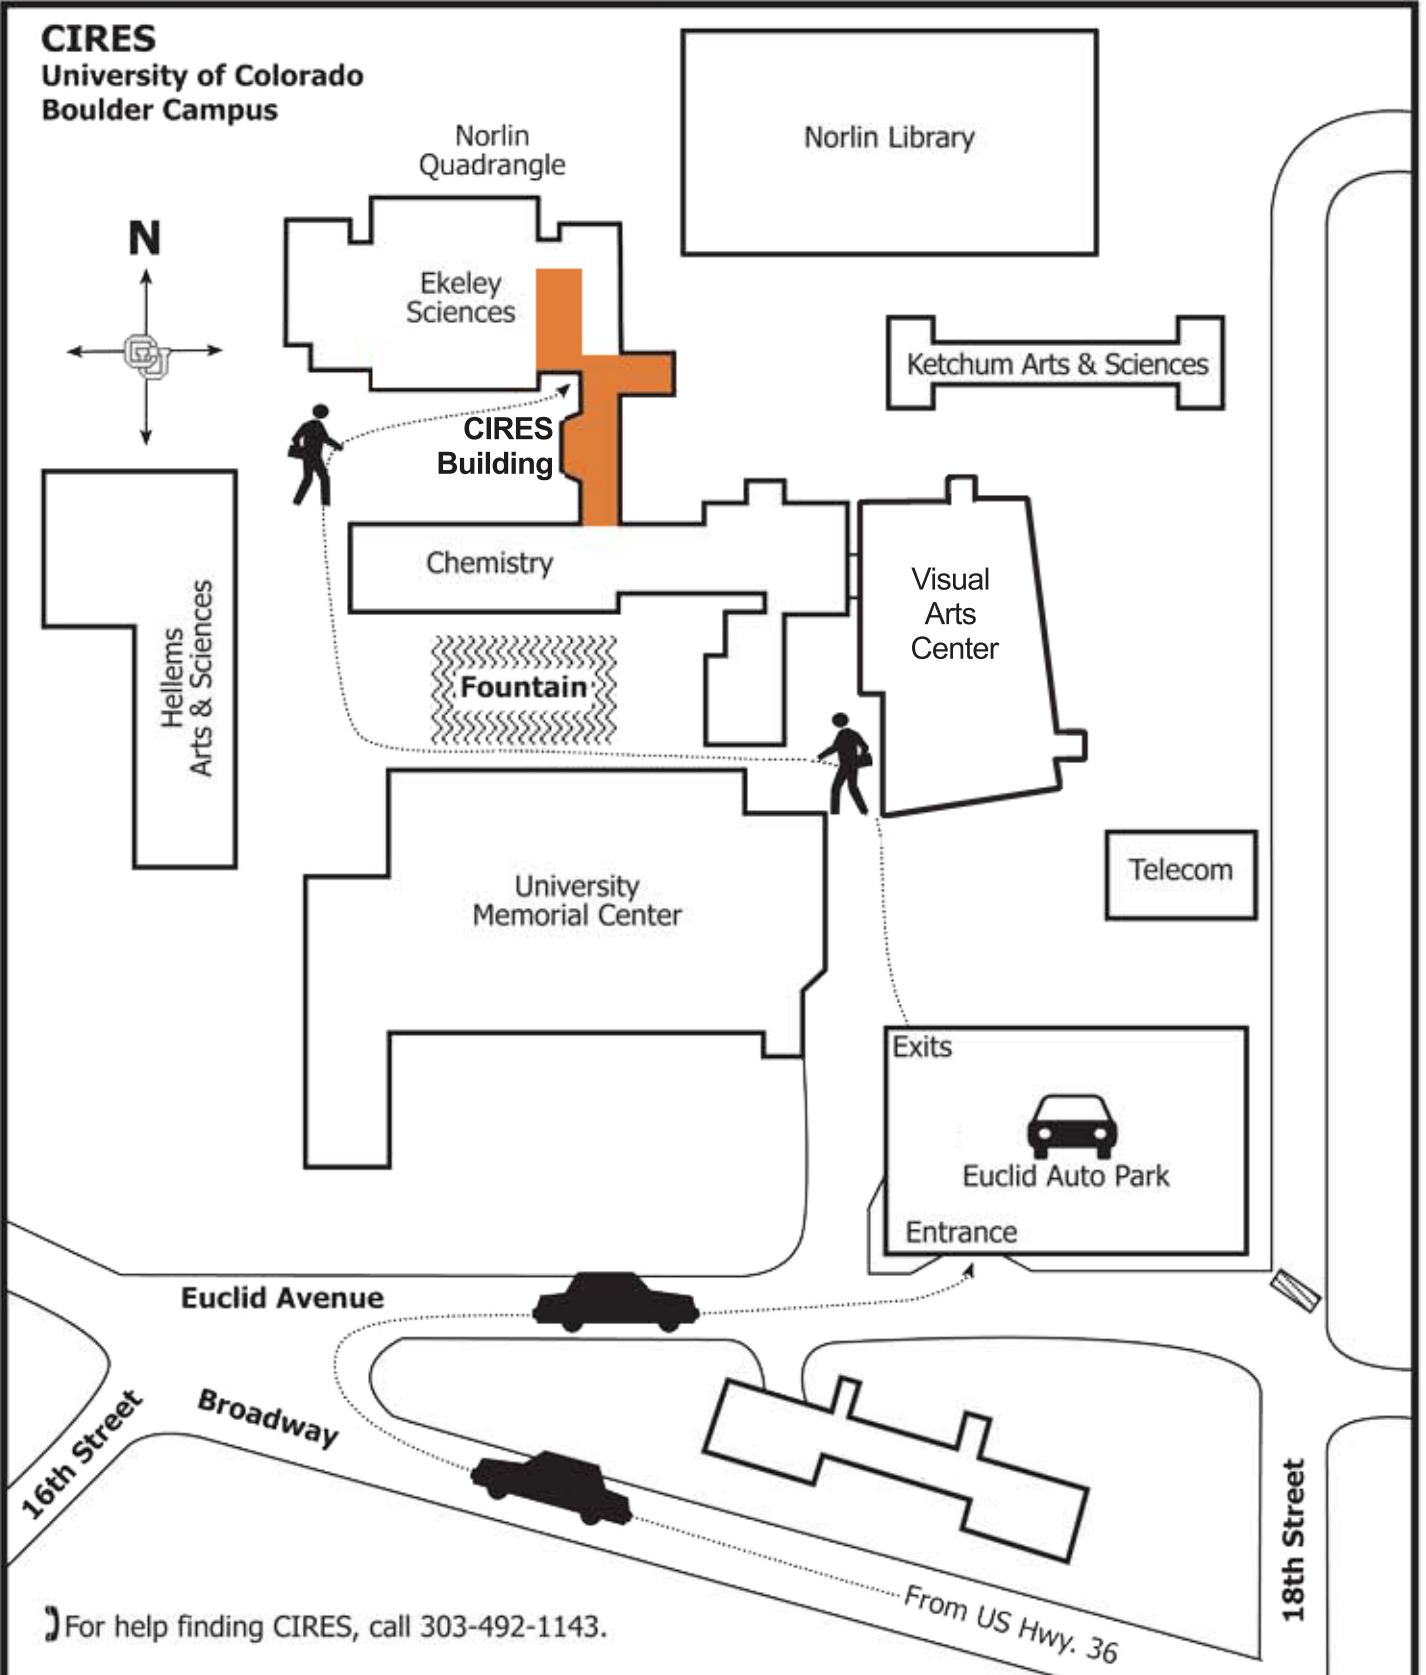 CIRES
University of Colorado
Boulder Campus
Norlin
Quadrangle
Norlin Library
N
Ekeley
Sciences
Ketchum Arts & Sciences
CIRES
Building
Chemistry
Visual
Arts
Center
Hellems
Arts & Sciences
Fountain
University
Memorial Center
Telecom
Exits
Euclid Auto Park
Entrance
Euclid Avenue
Broadway
16th Street
18th Street
From US Hwy. 36
For help finding CIRES, call 303-492-1143.